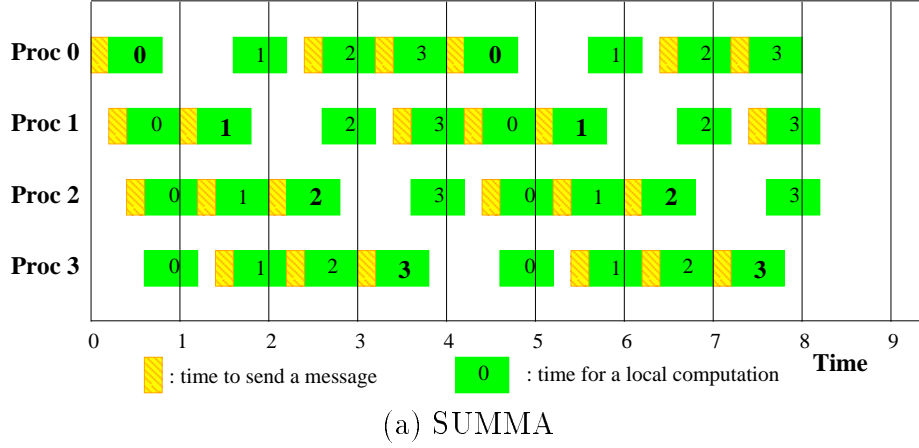 Proc 0 0 1 2 3 0 1 2 3
Proc 1 0 1 2 3 0 1 2 3
Proc 2 0 1 2 3 0 1 2 3
Proc 3 0 1 2 3 0 1 2 3
0 1 2 3 4 5 6 7 8 9
Time
: time to send a message 0 : time for a local computation
(a) SUMMA